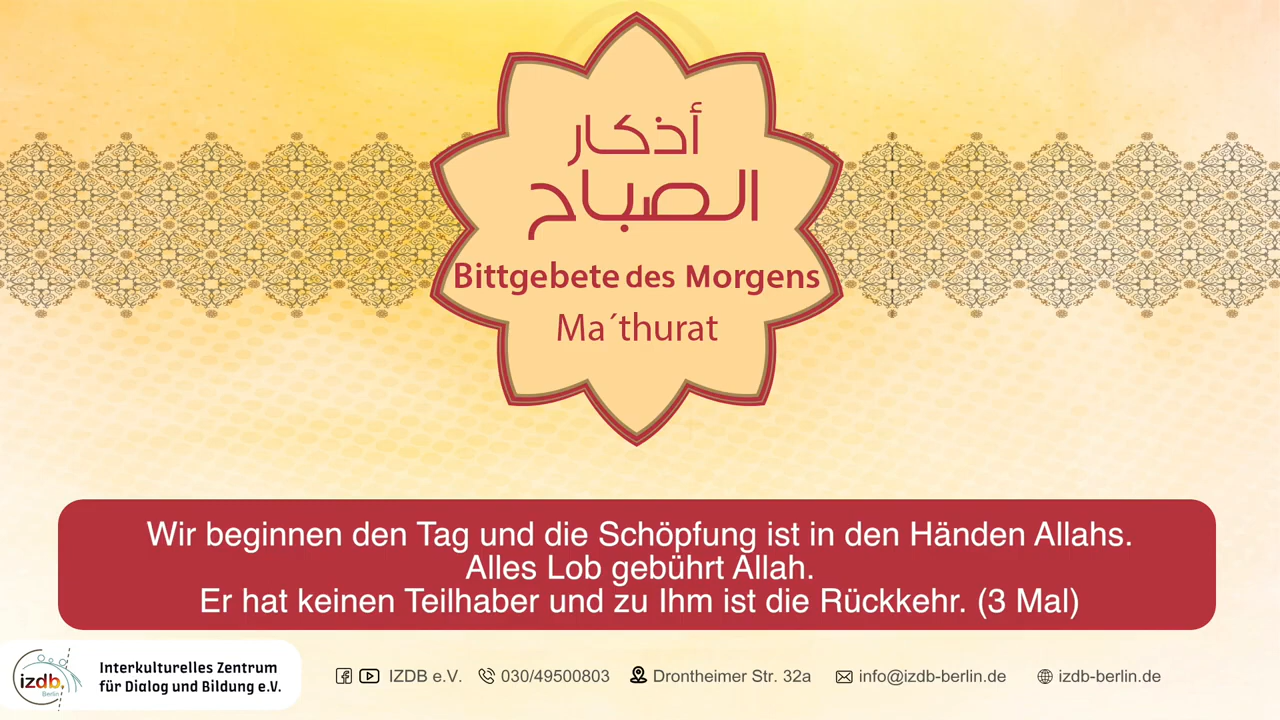 أذكار
الصباح
Bittgebete des Morgens
Ma´thurat
Wir beginnen den Tag und die Schöpfung ist in den Händen Allahs.
Alles Lob gebührt Allah.
Er hat keinen Teilhaber und zu Ihm ist die Rückkehr. (3 Mal)
izdb.
Berlin
Interkulturelles Zentrum
für Dialog und Bildung e.V.
IZDB e.V. 030/49500803 Drontheimer Str. 32a info@izdb-berlin.de izdb-berlin.de